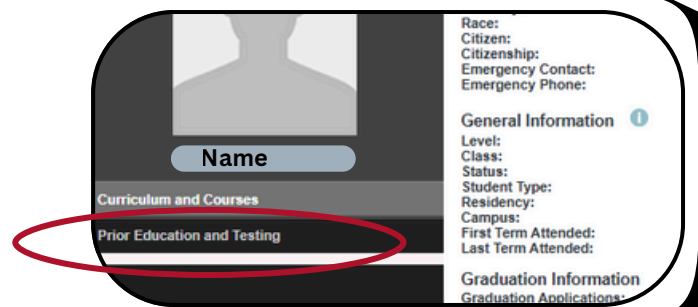 Name
Curriculum and Courses
Prior Education and Testing
Race:
Citizen:
Citizenship:
Emergency Contact:
Emergency Phone:
General Information
Level:
Class:
Status:
Student Type:
Residency:
Campus:
First Term Attended:
Last Term Attended:
Graduation Information
Graduation Applications: